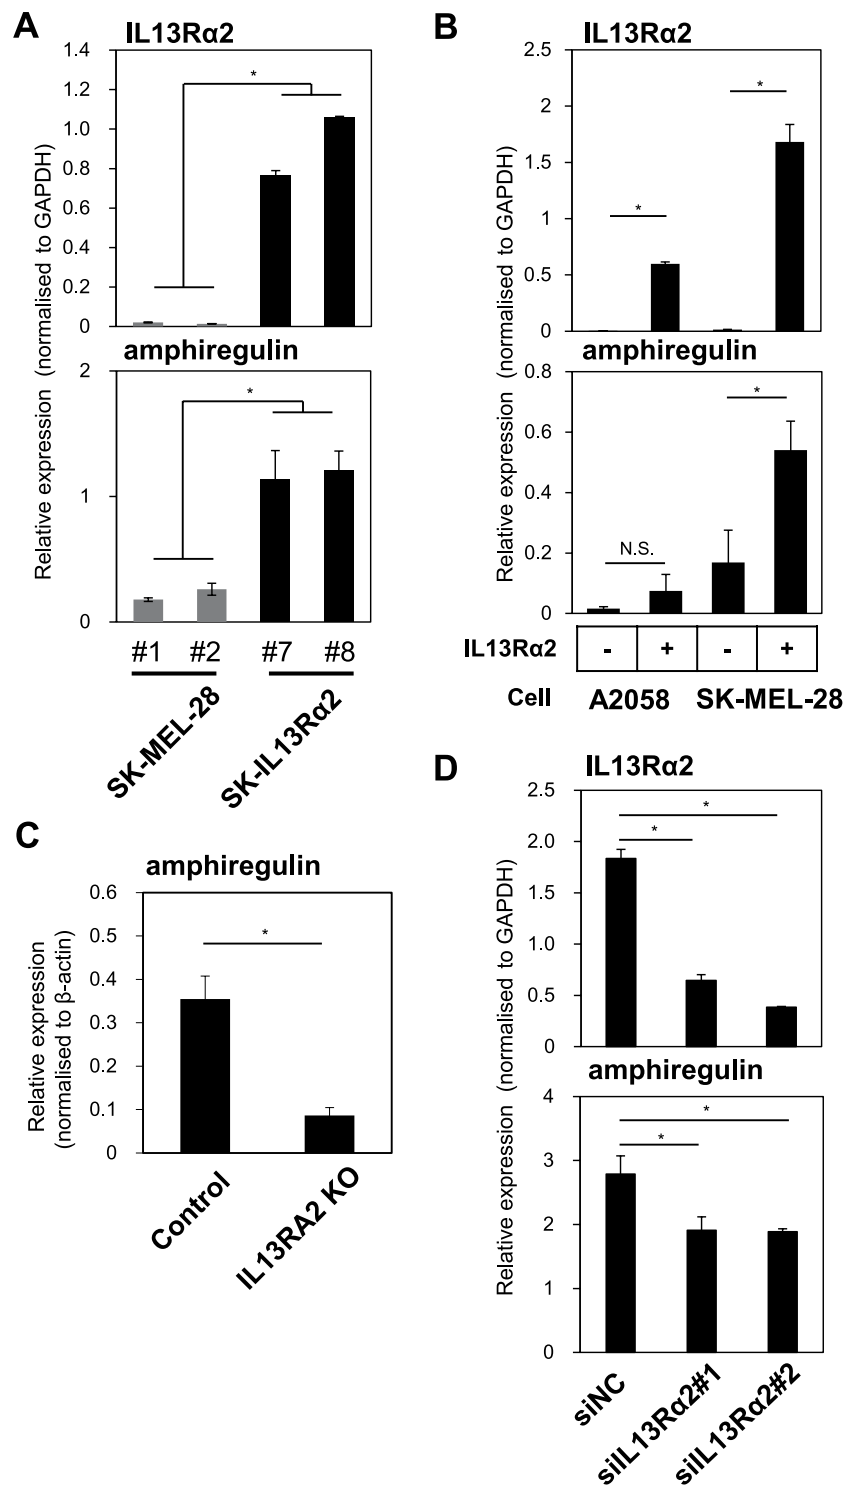 A
IL13Rα2
1.4
1.2
1.0
0.8
0.6
0.4
0.2
0
*
amphiregulin
2
1
0
*
Relative expression (normalised to GAPDH)
#1 #2 #7 #8
SK-MEL-28
SK-IL13Rα2
B
IL13Rα2
2.5
2
1.5
1
0.5
0
*
*
amphiregulin
0.8
0.6
0.4
0.2
0
N.S.
*
Relative expression (normalised to GAPDH)
IL13Rα2 - + - +
Cell A2058 SK-MEL-28
C
amphiregulin
0.6
0.5
0.4
0.3
0.2
0.1
0
*
Relative expression
(normalised to β-actin)
Control
IL13RA2 KO
D
IL13Rα2
2.5
2.0
1.5
1.0
0.5
0
*
*
amphiregulin
4
3
2
1
0
*
*
Relative expression (normalised to GAPDH)
siNC
siIL13Rα2#1
siIL13Rα2#2